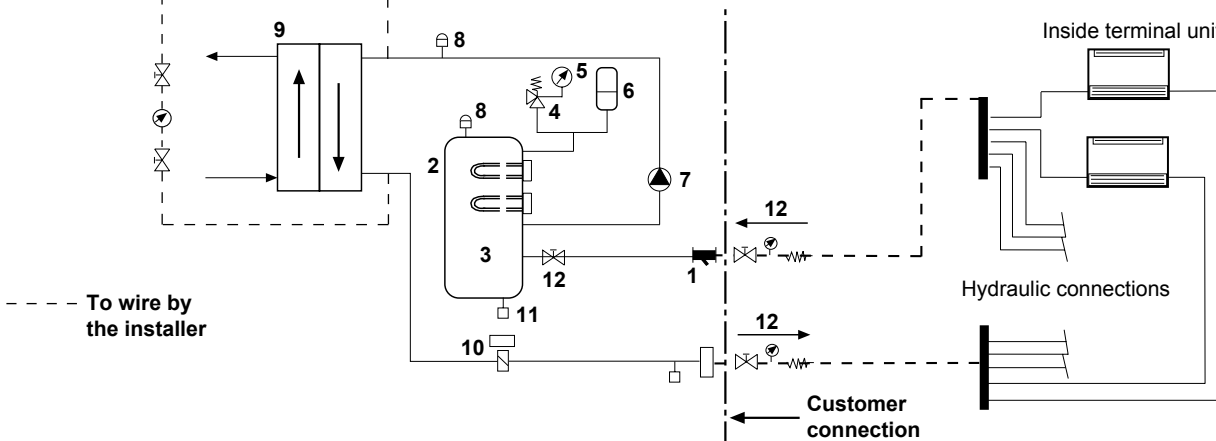 9
8
5
6
4
8
2
7
3
12
1
11
10
12
12
Inside terminal unit
Hydraulic connections
To wire by
the installer
Customer
connection